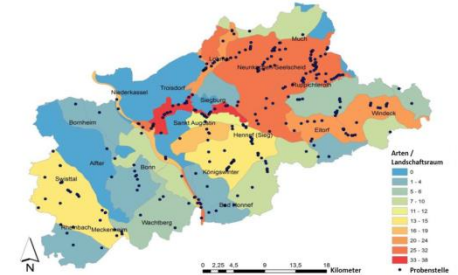 Much
Neunkirchen-Seelscheid
Lohmar
Ruppichteroth
Troisdorf
Niederkassel
Siegburg
Windeck
Bornheim
Sankt Augustin
Hennef (Sieg)
Eitorf
Alfter
Bonn
Königswinter
Swisttal
Bad Honnef
Rheinbach
Meckenheim
Wachtberg
Arten /
Landschaftsraum
0
1 - 4
5 - 6
7 - 10
11 - 12
13 - 15
16 - 19
20 - 24
25 - 32
33 - 38
Probenstelle
N
0 2,25 4,5 9 13,5 18
Kilometer